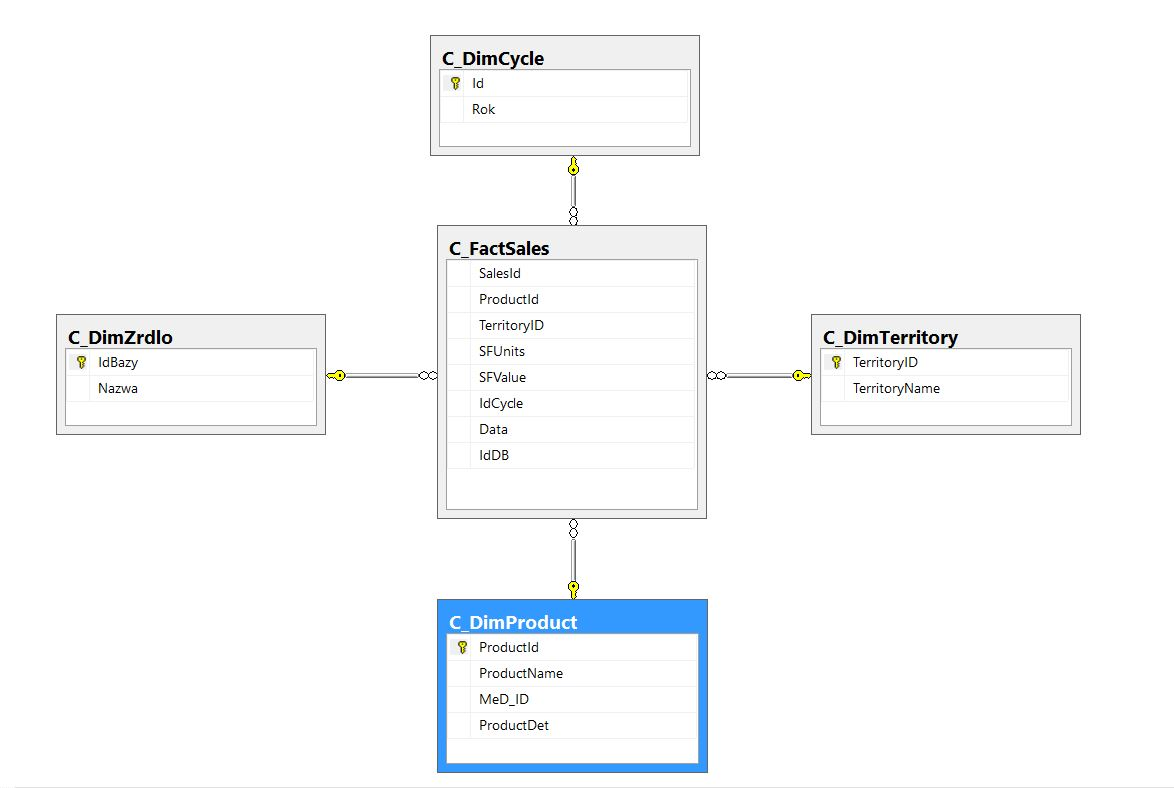 C_DimCycle
Id
Rok
C_FactSales
SalesId
ProductId
TerritoryID
SFUnits
SFValue
IdCycle
Data
IdDB
C_DimZrdlo
IdBazy
Nazwa
C_DimTerritory
TerritoryID
TerritoryName
C_DimProduct
ProductId
ProductName
MeD_ID
ProductDet